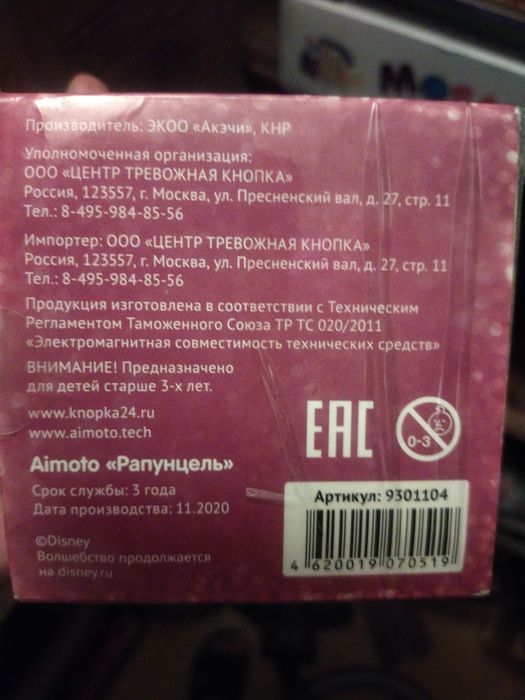 Производитель: ЭКОО «Акэчи», КНР
Уполномоченная организация:
ООО «ЦЕНТР ТРЕВОЖНАЯ КНОПКА»
Россия, 123557, г. Москва, ул. Пресненский вал, д. 27, стр. 11
Тел.: 8-495-984-85-56
Импортер: ООО «ЦЕНТР ТРЕВОЖНАЯ КНОПКА»
Россия, 123557, г. Москва, ул. Пресненский вал, д. 27, стр. 11
Тел.: 8-495-984-85-56
Продукция изготовлена в соответствии с Техническим
Регламентом Таможенного Союза ТР ТС 020/2011
«Электромагнитная совместимость технических средств»
ВНИМАНИЕ! Предназначено
для детей старше 3-х лет.
www.knopka24.ru
www.aimoto.tech
EAC
0-3
Aimoto «Рапунцель»
Срок службы: 3 года
Дата производства: 11.2020
©Disney
Волшебство продолжается
на disney.ru
Артикул: 9301104
4 620019 070519